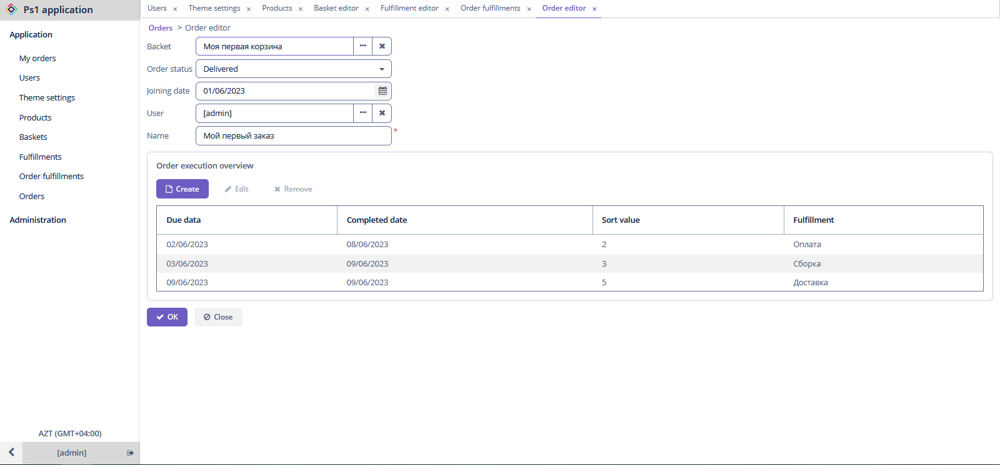 Ps1 application
Users × Theme settings × Products × Basket editor × Fulfillment editor × Order fulfillments × Order editor ×
Application
My orders
Users
Theme settings
Products
Baskets
Fulfillments
Order fulfillments
Orders
Administration
AZT (GMT+04:00)
[admin]
Orders > Order editor
Backet Моя первая корзина
Order status Delivered
Joining date 01/06/2023
User [admin]
Name Мой первый заказ *
Order execution overview
Create Edit Remove
Due data Completed date Sort value Fulfillment
02/06/2023 08/06/2023 2 Оплата
03/06/2023 09/06/2023 3 Сборка
09/06/2023 09/06/2023 5 Доставка
OK Close